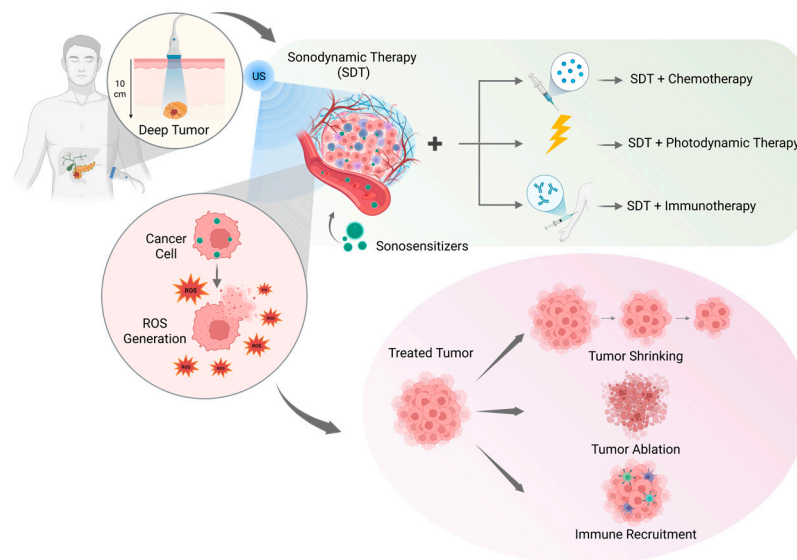 10
cm
Deep Tumor
US
Sonodynamic Therapy
(SDT)
SDT + Chemotherapy
SDT + Photodynamic Therapy
SDT + Immunotherapy
Sonosensitizers
Cancer
Cell
ROS
ROS
ROS
Generation
ROS
ROS
ROS
ROS
ROS
Treated Tumor
Tumor Shrinking
Tumor Ablation
Immune Recruitment